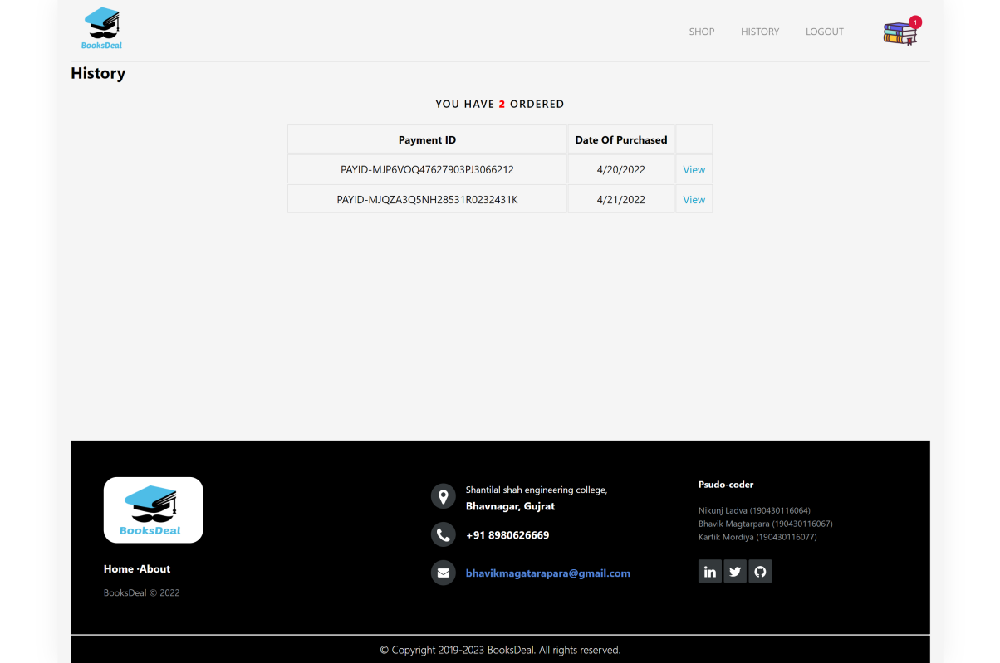 BooksDeal
SHOP HISTORY LOGOUT
1
History
YOU HAVE 2 ORDERED
Payment ID Date Of Purchased
PAYID-MJP6VOQ47627903PJ3066212 4/20/2022 View
PAYID-MJQZA3Q5NH28531R0232431K 4/21/2022 View
BooksDeal
Home ·About
BooksDeal © 2022
Shantilal shah engineering college,
Bhavnagar, Gujrat
+91 8980626669
bhavikmagatarapara@gmail.com
Psudo-coder
Nikunj Ladva (190430116064)
Bhavik Magtarpara (190430116067)
Kartik Mordiya (190430116077)
in
© Copyright 2019-2023 BooksDeal. All rights reserved.